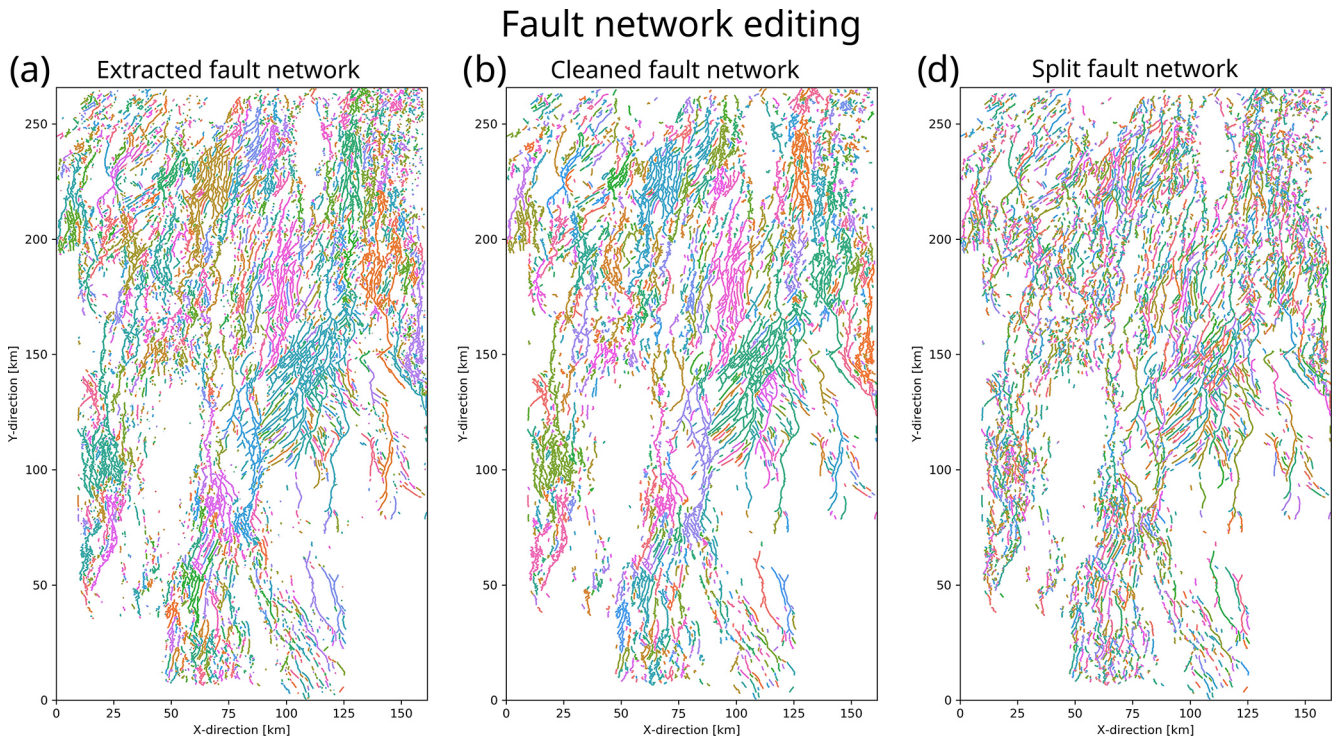 Fault network editing
(a) Extracted fault network
(b) Cleaned fault network
(d) Split fault network
250
200
150
100
50
0
Y-direction [km]
0 25 50 75 100 125 150
X-direction [km]
250
200
150
100
50
0
Y-direction [km]
0 25 50 75 100 125 150
X-direction [km]
250
200
150
100
50
0
Y-direction [km]
0 25 50 75 100 125 150
X-direction [km]